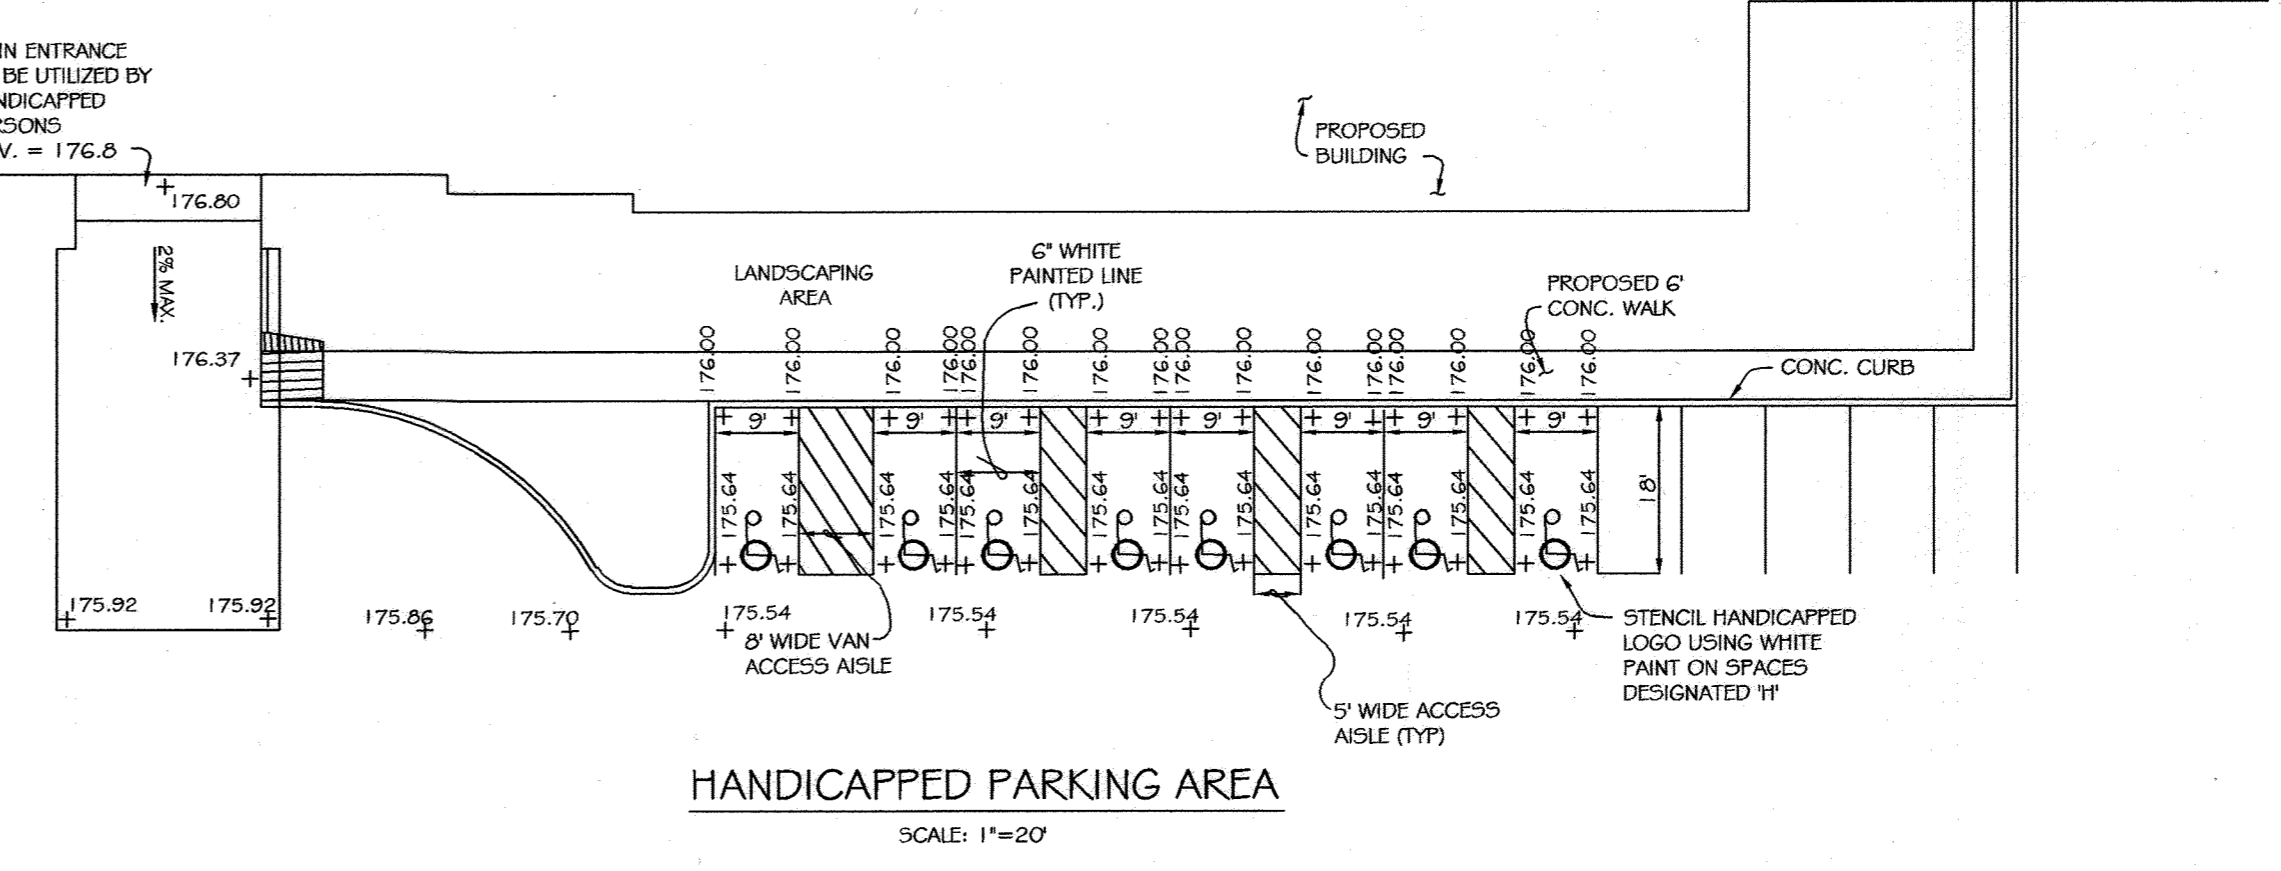 IN ENTRANCE
BE UTILIZED BY
NDICAPPED
RSONS
V. = 176.8
176.80
2% MAX.
176.37
PROPOSED
BUILDING
LANDSCAPING
AREA
6" WHITE
PAINTED LINE
(TYP.)
PROPOSED 6'
CONC. WALK
CONC. CURB
176.00 176.00 176.00 176.00 176.00 176.00 176.00 176.00 176.00 176.00 176.00 176.00 176.00 176.00 176.00 176.00
9' 9' 9' 9' 9' 9' 9' 9'
175.64 175.64 175.64 175.64 175.64 175.64 175.64 175.64 175.64 175.64 175.64 175.64 175.64 175.64 175.64 175.64
18'
175.92 175.92 175.86 175.70 175.54 175.54 175.54 175.54 175.54
8' WIDE VAN
ACCESS AISLE
5' WIDE ACCESS
AISLE (TYP)
STENCIL HANDICAPPED
LOGO USING WHITE
PAINT ON SPACES
DESIGNATED 'H'
HANDICAPPED PARKING AREA
SCALE: 1"=20'